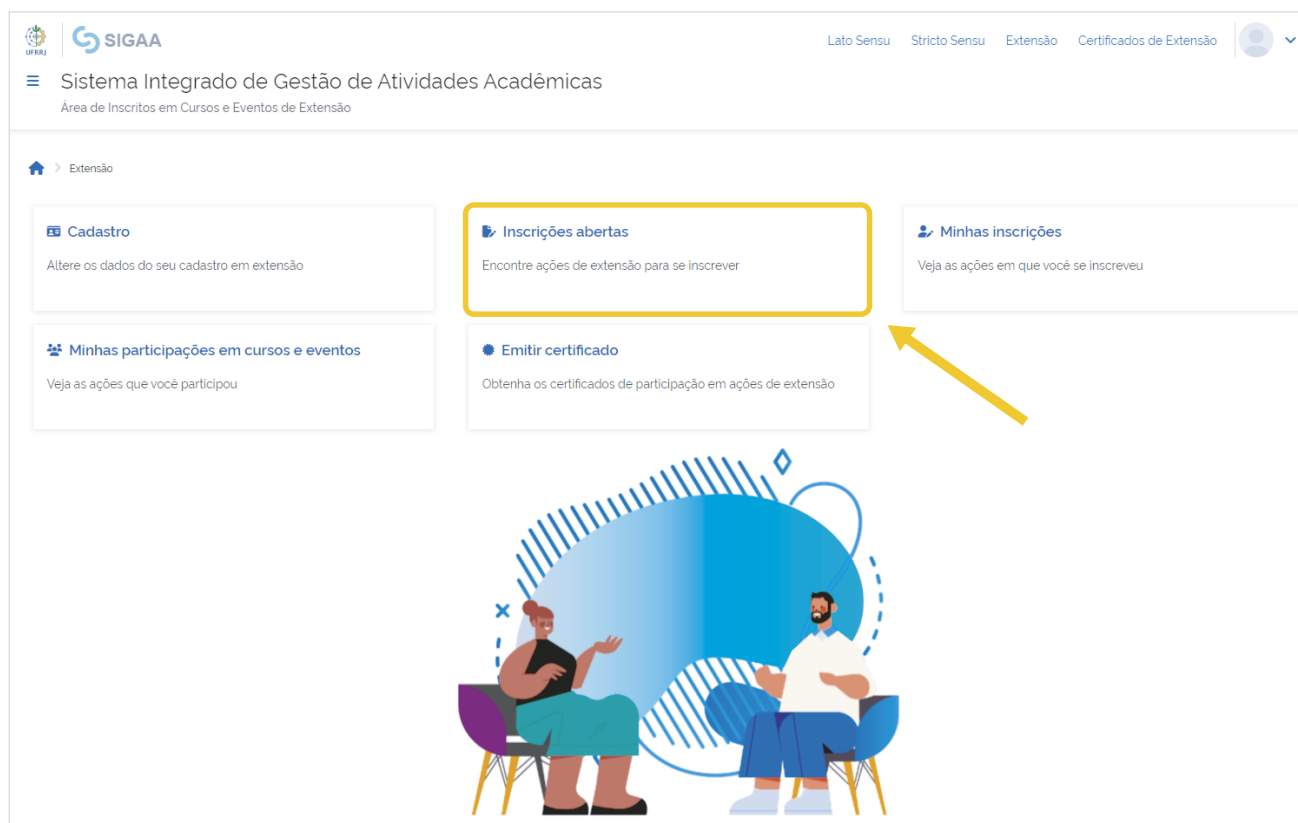 UFRRJ
SIGAA
Lato Sensu Stricto Sensu Extensão Certificados de Extensão
Sistema Integrado de Gestão de Atividades Acadêmicas
Área de Inscritos em Cursos e Eventos de Extensão
> Extensão
Cadastro
Altere os dados do seu cadastro em extensão
Inscrições abertas
Encontre ações de extensão para se inscrever
Minhas inscrições
Veja as ações em que você se inscreveu
Minhas participações em cursos e eventos
Veja as ações que você participou
Emitir certificado
Obtenha os certificados de participação em ações de extensão